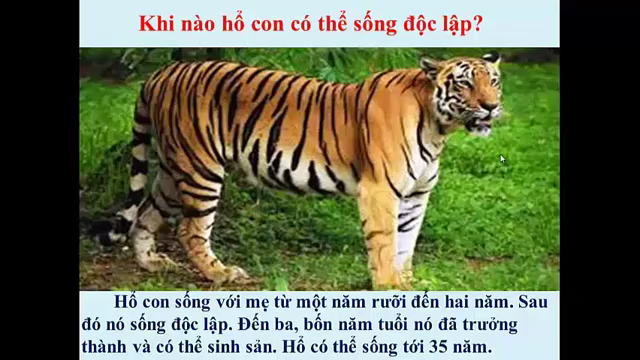 Khi nào hổ con có thể sống độc lập?
Hổ con sống với mẹ từ một năm rưỡi đến hai năm. Sau
đó nó sống độc lập. Đến ba, bốn năm tuổi nó đã trưởng
thành và có thể sinh sản. Hổ có thể sống tới 35 năm.